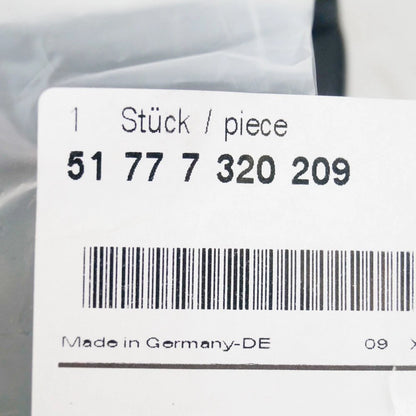 1 Stück / piece
51 77 7 320 209
Made in Germany-DE 09 X